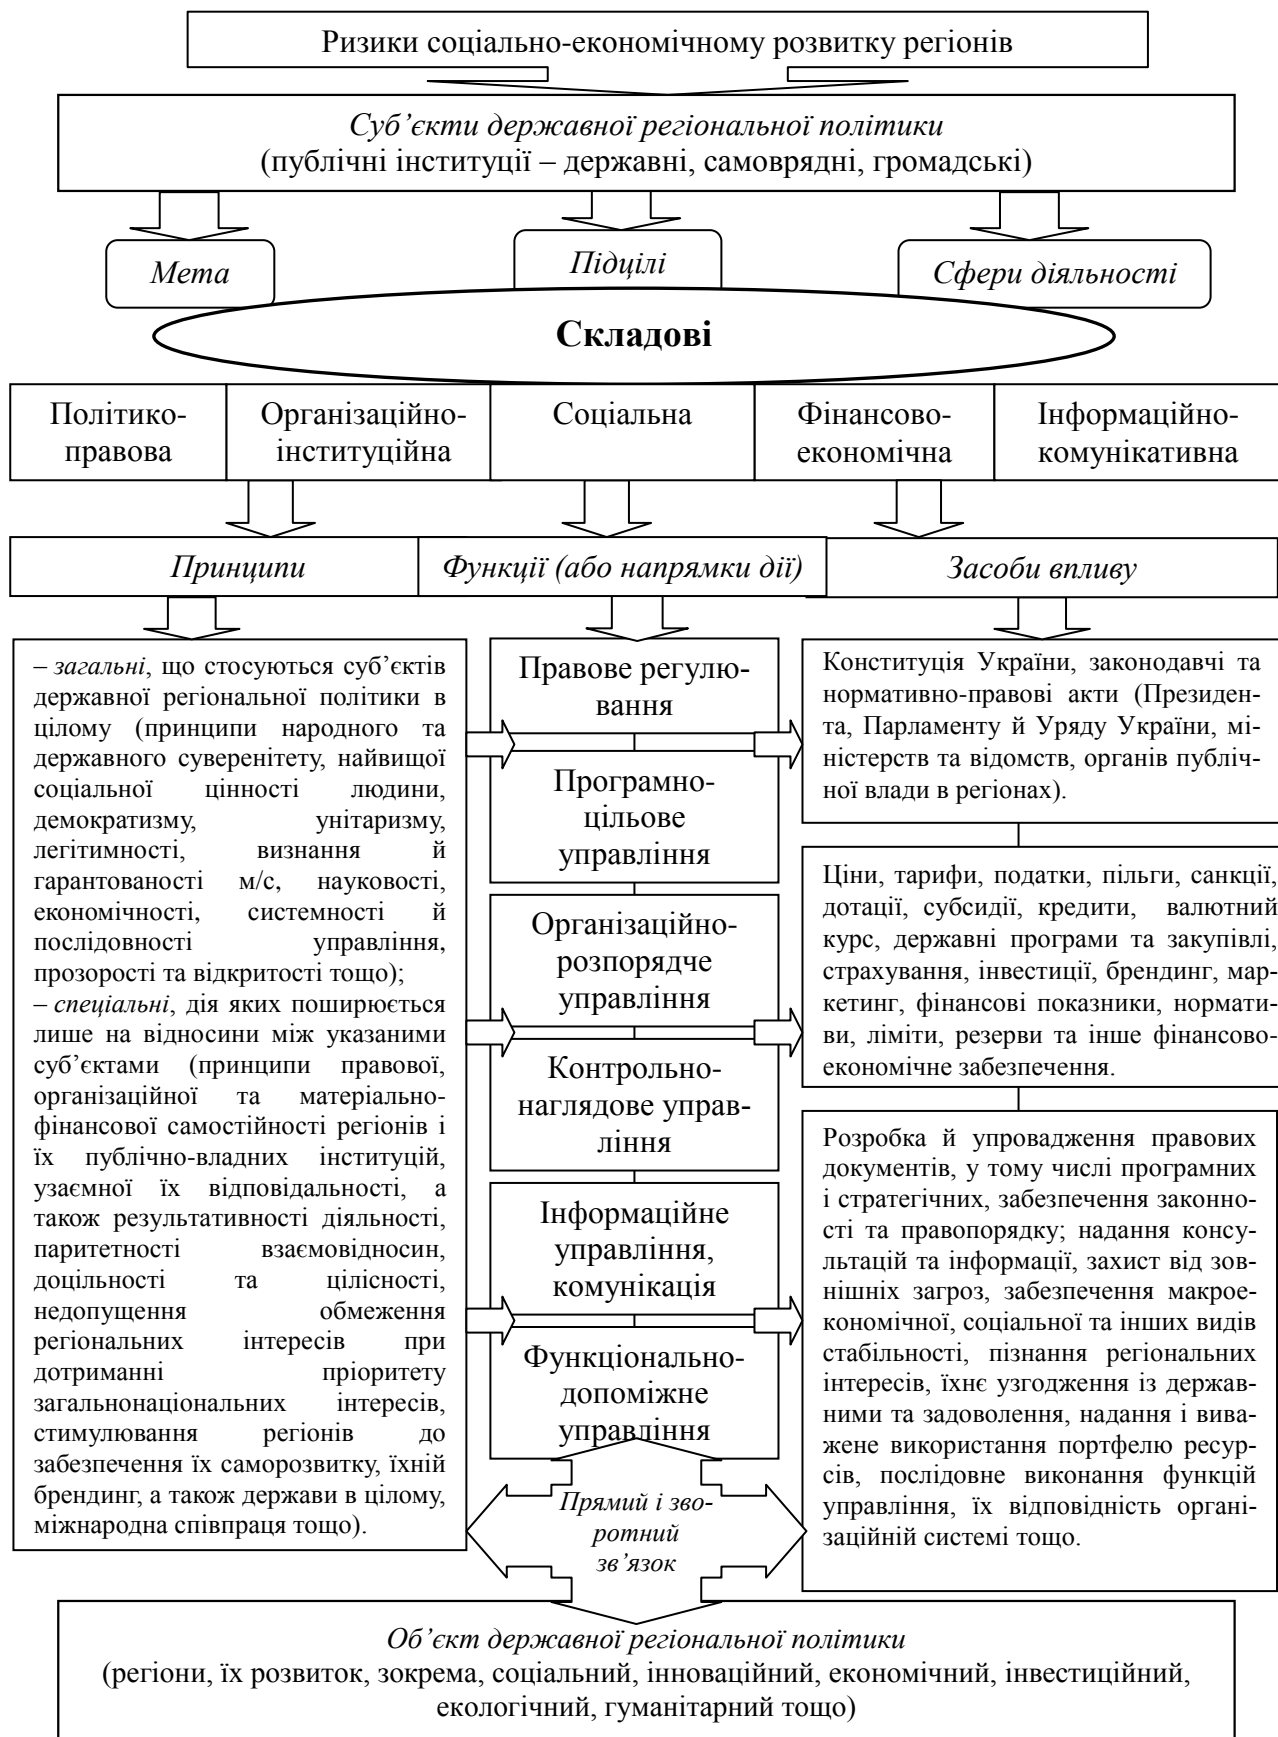 Ризики соціально-економічному розвитку регіонів
Суб’єкти державної регіональної політики
(публічні інституції – державні, самоврядні, громадські)
Мета
Підцілі
Сфери діяльності
Складові
Політико-
правова
Організаційно-
інституційна
Соціальна
Фінансово-
економічна
Інформаційно-
комунікативна
Принципи
Функції (або напрямки дії)
Засоби впливу
– загальні, що стосуються суб’єктів
державної регіональної політики в
цілому (принципи народного та
державного суверенітету, найвищої
соціальної цінності людини,
демократизму, унітаризму,
легітимності, визнання й
гарантованості м/с, науковості,
економічності, системності й
послідовності управління,
прозорості та відкритості тощо);
– спеціальні, дія яких поширюється
лише на відносини між указаними
суб’єктами (принципи правової,
організаційної та матеріально-
фінансової самостійності регіонів і
їх публічно-владних інституцій,
узаємної їх відповідальності, а
також результативності діяльності,
паритетності взаємовідносин,
доцільності та цілісності,
недопущення обмеження
регіональних інтересів при
дотриманні пріоритету
загальнонаціональних інтересів,
стимулювання регіонів до
забезпечення їх саморозвитку, їхній
брендинг, а також держави в цілому,
міжнародна співпраця тощо).
Правове регулю-
вання
Програмно-
цільове
управління
Організаційно-
розпорядче
управління
Контрольно-
наглядове управ-
ління
Інформаційне
управління,
комунікація
Функціонально-
допоміжне
управління
Конституція України, законодавчі та
нормативно-правові акти (Президен-
та, Парламенту й Уряду України, мі-
ністерств та відомств, органів публіч-
ної влади в регіонах).
Ціни, тарифи, податки, пільги, санкції,
дотації, субсидії, кредити, валютний
курс, державні програми та закупівлі,
страхування, інвестиції, брендинг, мар-
кетинг, фінансові показники, нормати-
ви, ліміти, резерви та інше фінансово-
економічне забезпечення.
Розробка й упровадження правових
документів, у тому числі програмних
і стратегічних, забезпечення законно-
сті та правопорядку; надання консу-
льтацій та інформації, захист від зов-
нішніх загроз, забезпечення макрое-
кономічної, соціальної та інших видів
стабільності, пізнання регіональних
інтересів, їхнє узгодження із держав-
ними та задоволення, надання і вива-
жене використання портфелю ресур-
сів, послідовне виконання функцій
управління, їх відповідність органі-
заційній системі тощо.
Прямий і зво-
ротний
зв’язок
Об’єкт державної регіональної політики
(регіони, їх розвиток, зокрема, соціальний, інноваційний, економічний, інвестиційний,
екологічний, гуманітарний тощо)